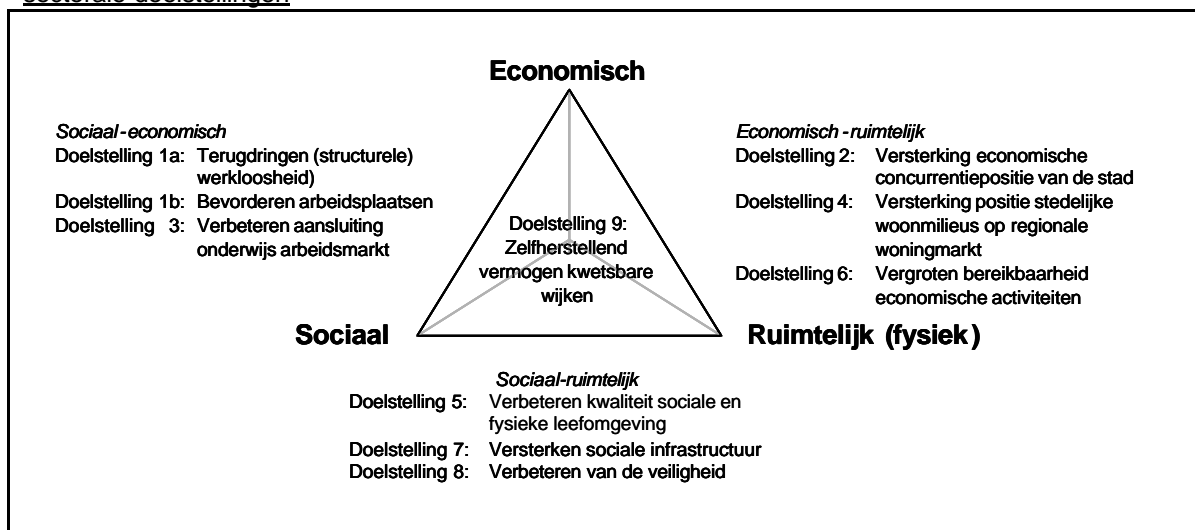 sectorale doelstellingen
Economisch
Sociaal-economisch
Doelstelling 1a: Terugdringen (structurele)
werkloosheid)
Doelstelling 1b: Bevorderen arbeidsplaatsen
Doelstelling 3: Verbeteren aansluiting
onderwijs arbeidsmarkt
Economisch-ruimtelijk
Doelstelling 2: Versterking economische
concurrentiepositie van de stad
Doelstelling 4: Versterking positie stedelijke
woonmilieus op regionale
woningmarkt
Doelstelling 6: Vergroten bereikbaarheid
economische activiteiten
Doelstelling 9:
Zelfherstellend
vermogen kwetsbare
wijken
Sociaal
Ruimtelijk (fysiek)
Sociaal-ruimtelijk
Doelstelling 5: Verbeteren kwaliteit sociale en
fysieke leefomgeving
Doelstelling 7: Versterken sociale infrastructuur
Doelstelling 8: Verbeteren van de veiligheid